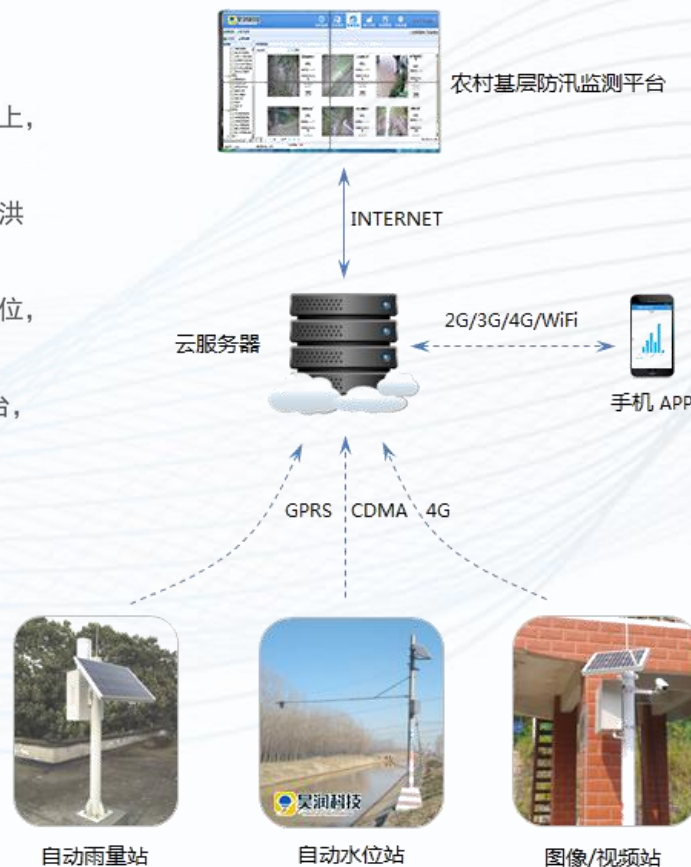 上，
洪
位，
台，
农村基层防汛监测平台
INTERNET
云服务器
2G/3G/4G/WiFi
手机 APP
GPRS CDMA 4G
昊润科技
自动雨量站
自动水位站
图像/视频站